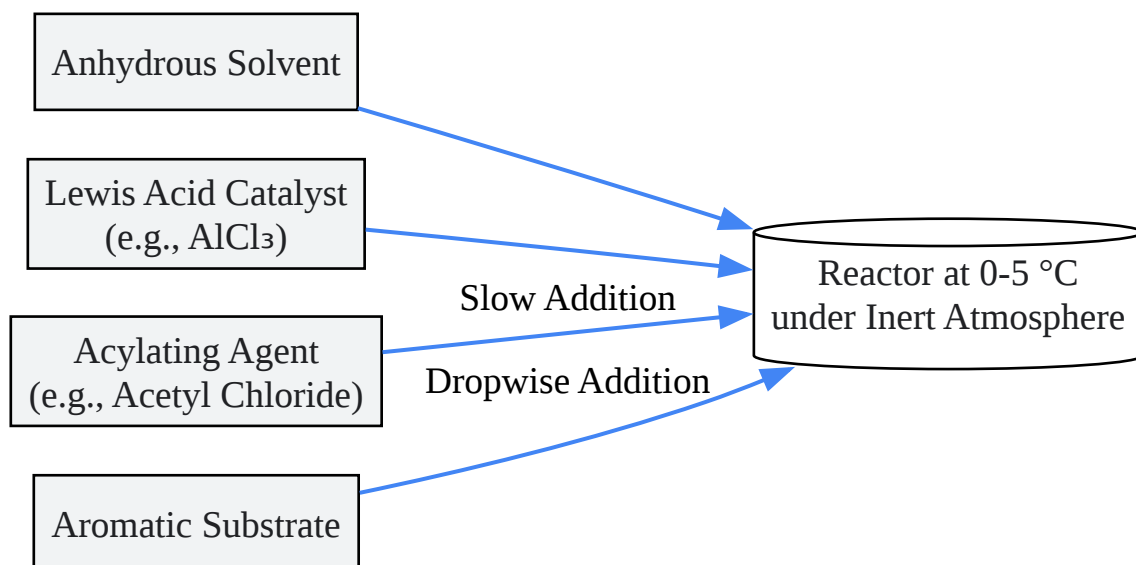 Anhydrous Solvent
Lewis Acid Catalyst
(e.g., AlCl₃)
Slow Addition
Acylating Agent
(e.g., Acetyl Chloride)
Dropwise Addition
Aromatic Substrate
Reactor at 0-5 °C
under Inert Atmosphere